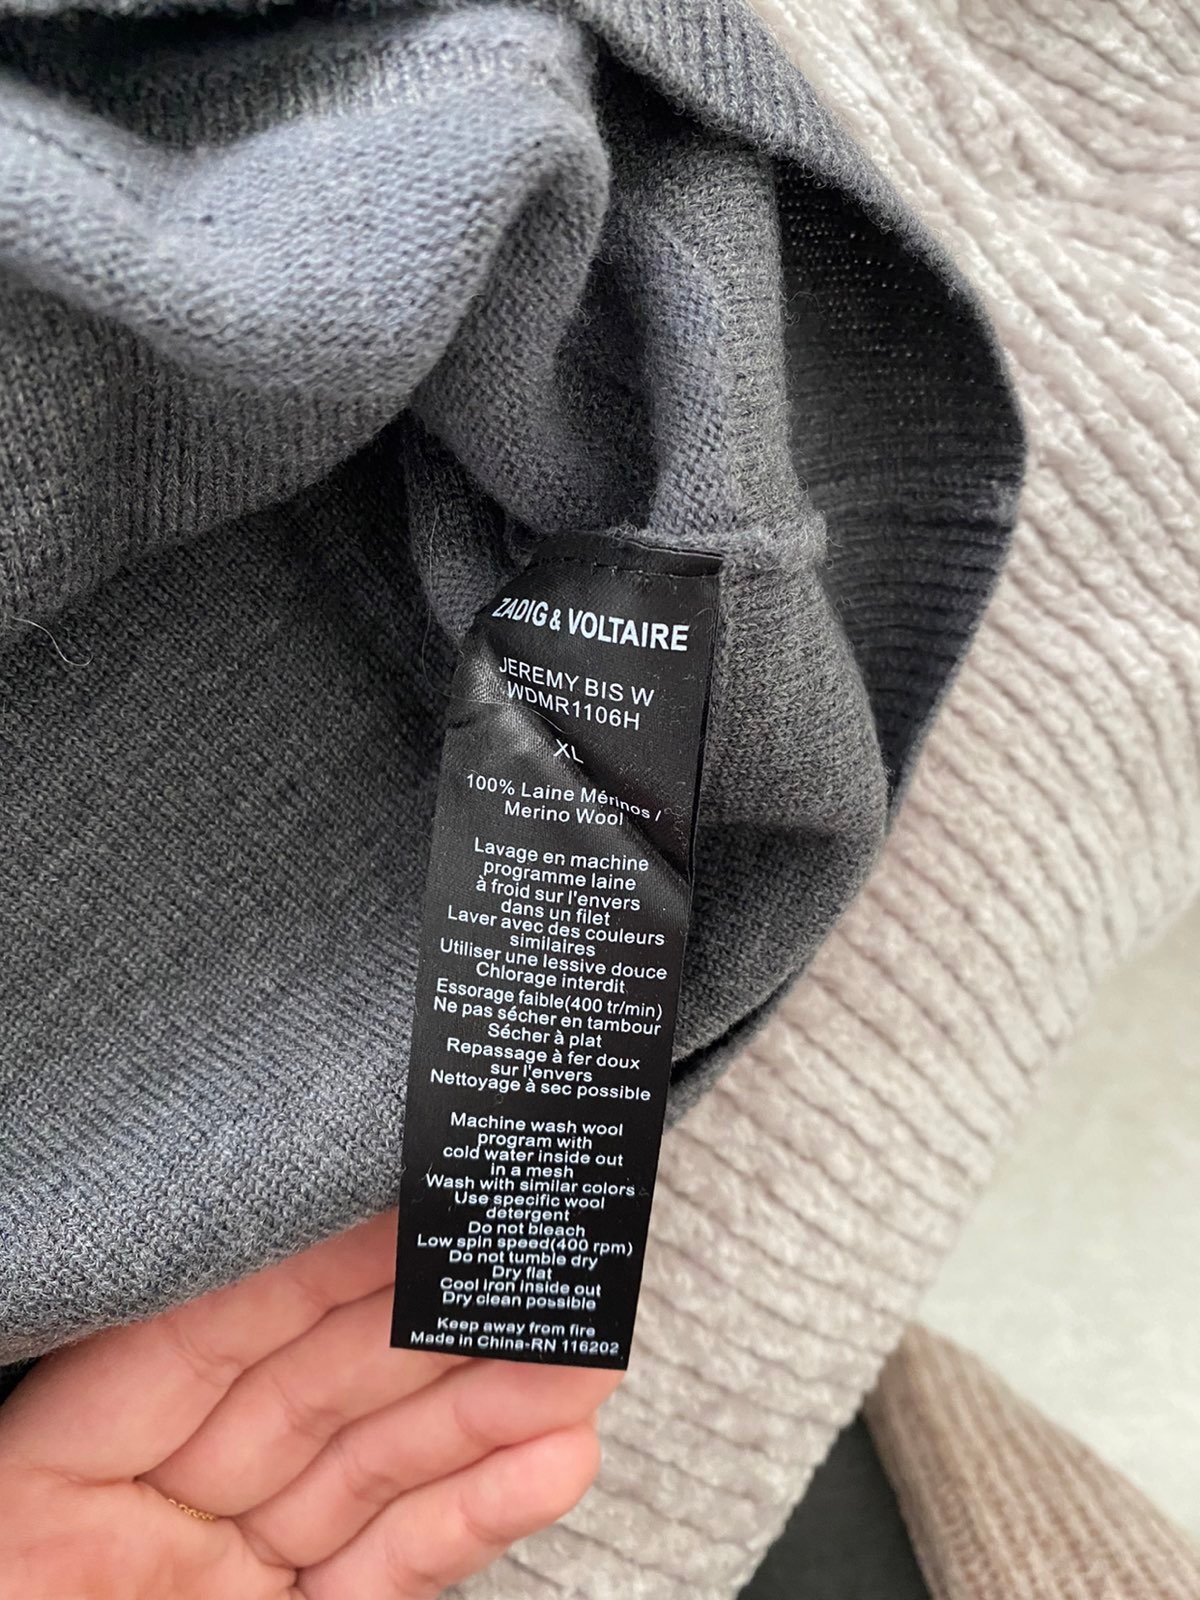 ZADIG & VOLTAIRE
JEREMY BIS W
WDMR1106H
XL
100% Laine Mérinos /
Merino Wool
Lavage en machine
programme laine
à froid sur l'envers
dans un filet
Laver avec des couleurs
similaires
Utiliser une lessive douce
Chlorage interdit
Essorage faible(400 tr/min)
Ne pas sécher en tambour
Sécher à plat
Repassage à fer doux
sur l'envers
Nettoyage à sec possible
Machine wash wool
program with
cold water inside out
in a mesh
Wash with similar colors
Use specific wool
detergent
Do not bleach
Low spin speed(400 rpm)
Do not tumble dry
Dry flat
Cool iron inside out
Dry clean possible
Keep away from fire
Made in China-RN 116202